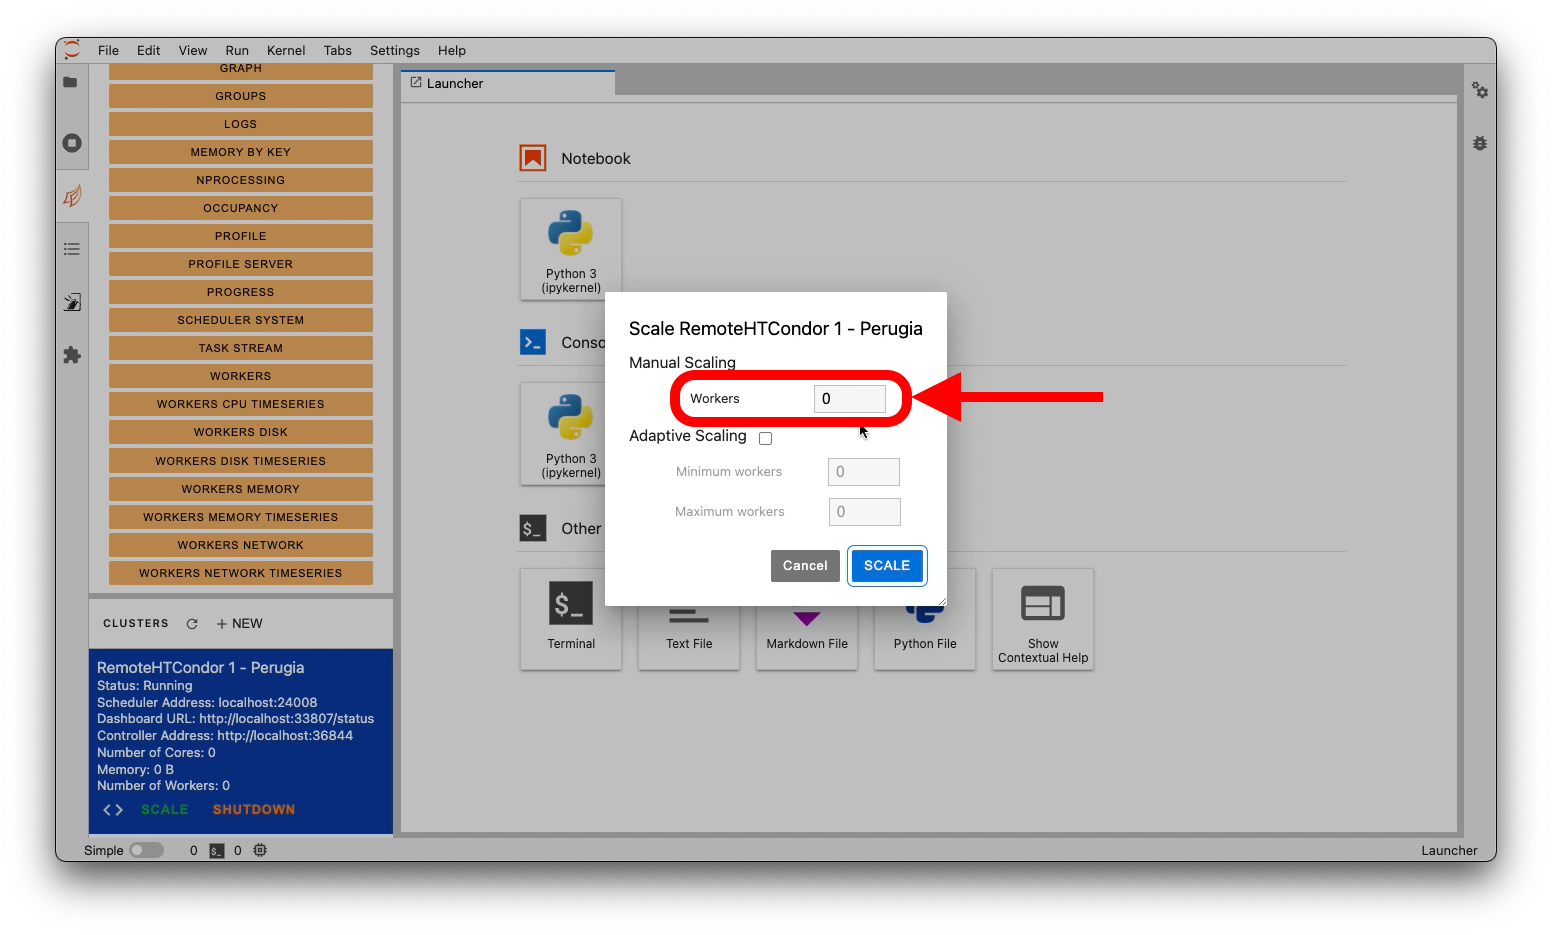 File Edit View Run Kernel Tabs Settings Help
GRAPH
GROUPS
LOGS
MEMORY BY KEY
NPROCESSING
OCCUPANCY
PROFILE
PROFILE SERVER
PROGRESS
SCHEDULER SYSTEM
TASK STREAM
WORKERS
WORKERS CPU TIMESERIES
WORKERS DISK
WORKERS DISK TIMESERIES
WORKERS MEMORY
WORKERS MEMORY TIMESERIES
WORKERS NETWORK
WORKERS NETWORK TIMESERIES
CLUSTERS + NEW
RemoteHTCondor 1 - Perugia
Status: Running
Scheduler Address: localhost:24008
Dashboard URL: http://localhost:33807/status
Controller Address: http://localhost:36844
Number of Cores: 0
Memory: 0 B
Number of Workers: 0
<> SCALE SHUTDOWN
Launcher
Notebook
Python 3
(ipykernel)
Conso
Python 3
(ipykernel)
Other
$_
$_
Terminal
Text File
Markdown File
Python File
Show
Contextual Help
Scale RemoteHTCondor 1 - Perugia
Manual Scaling
Workers 0
Adaptive Scaling
Minimum workers 0
Maximum workers 0
Cancel SCALE
Simple 0 $_ 0 Launcher